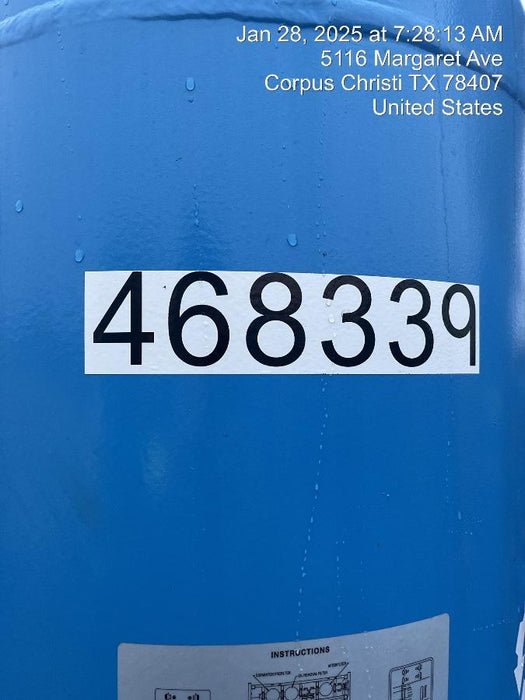 Jan 28, 2025 at 7:28:13 AM
5116 Margaret Ave
Corpus Christi TX 78407
United States
468339
INSTRUCTIONS